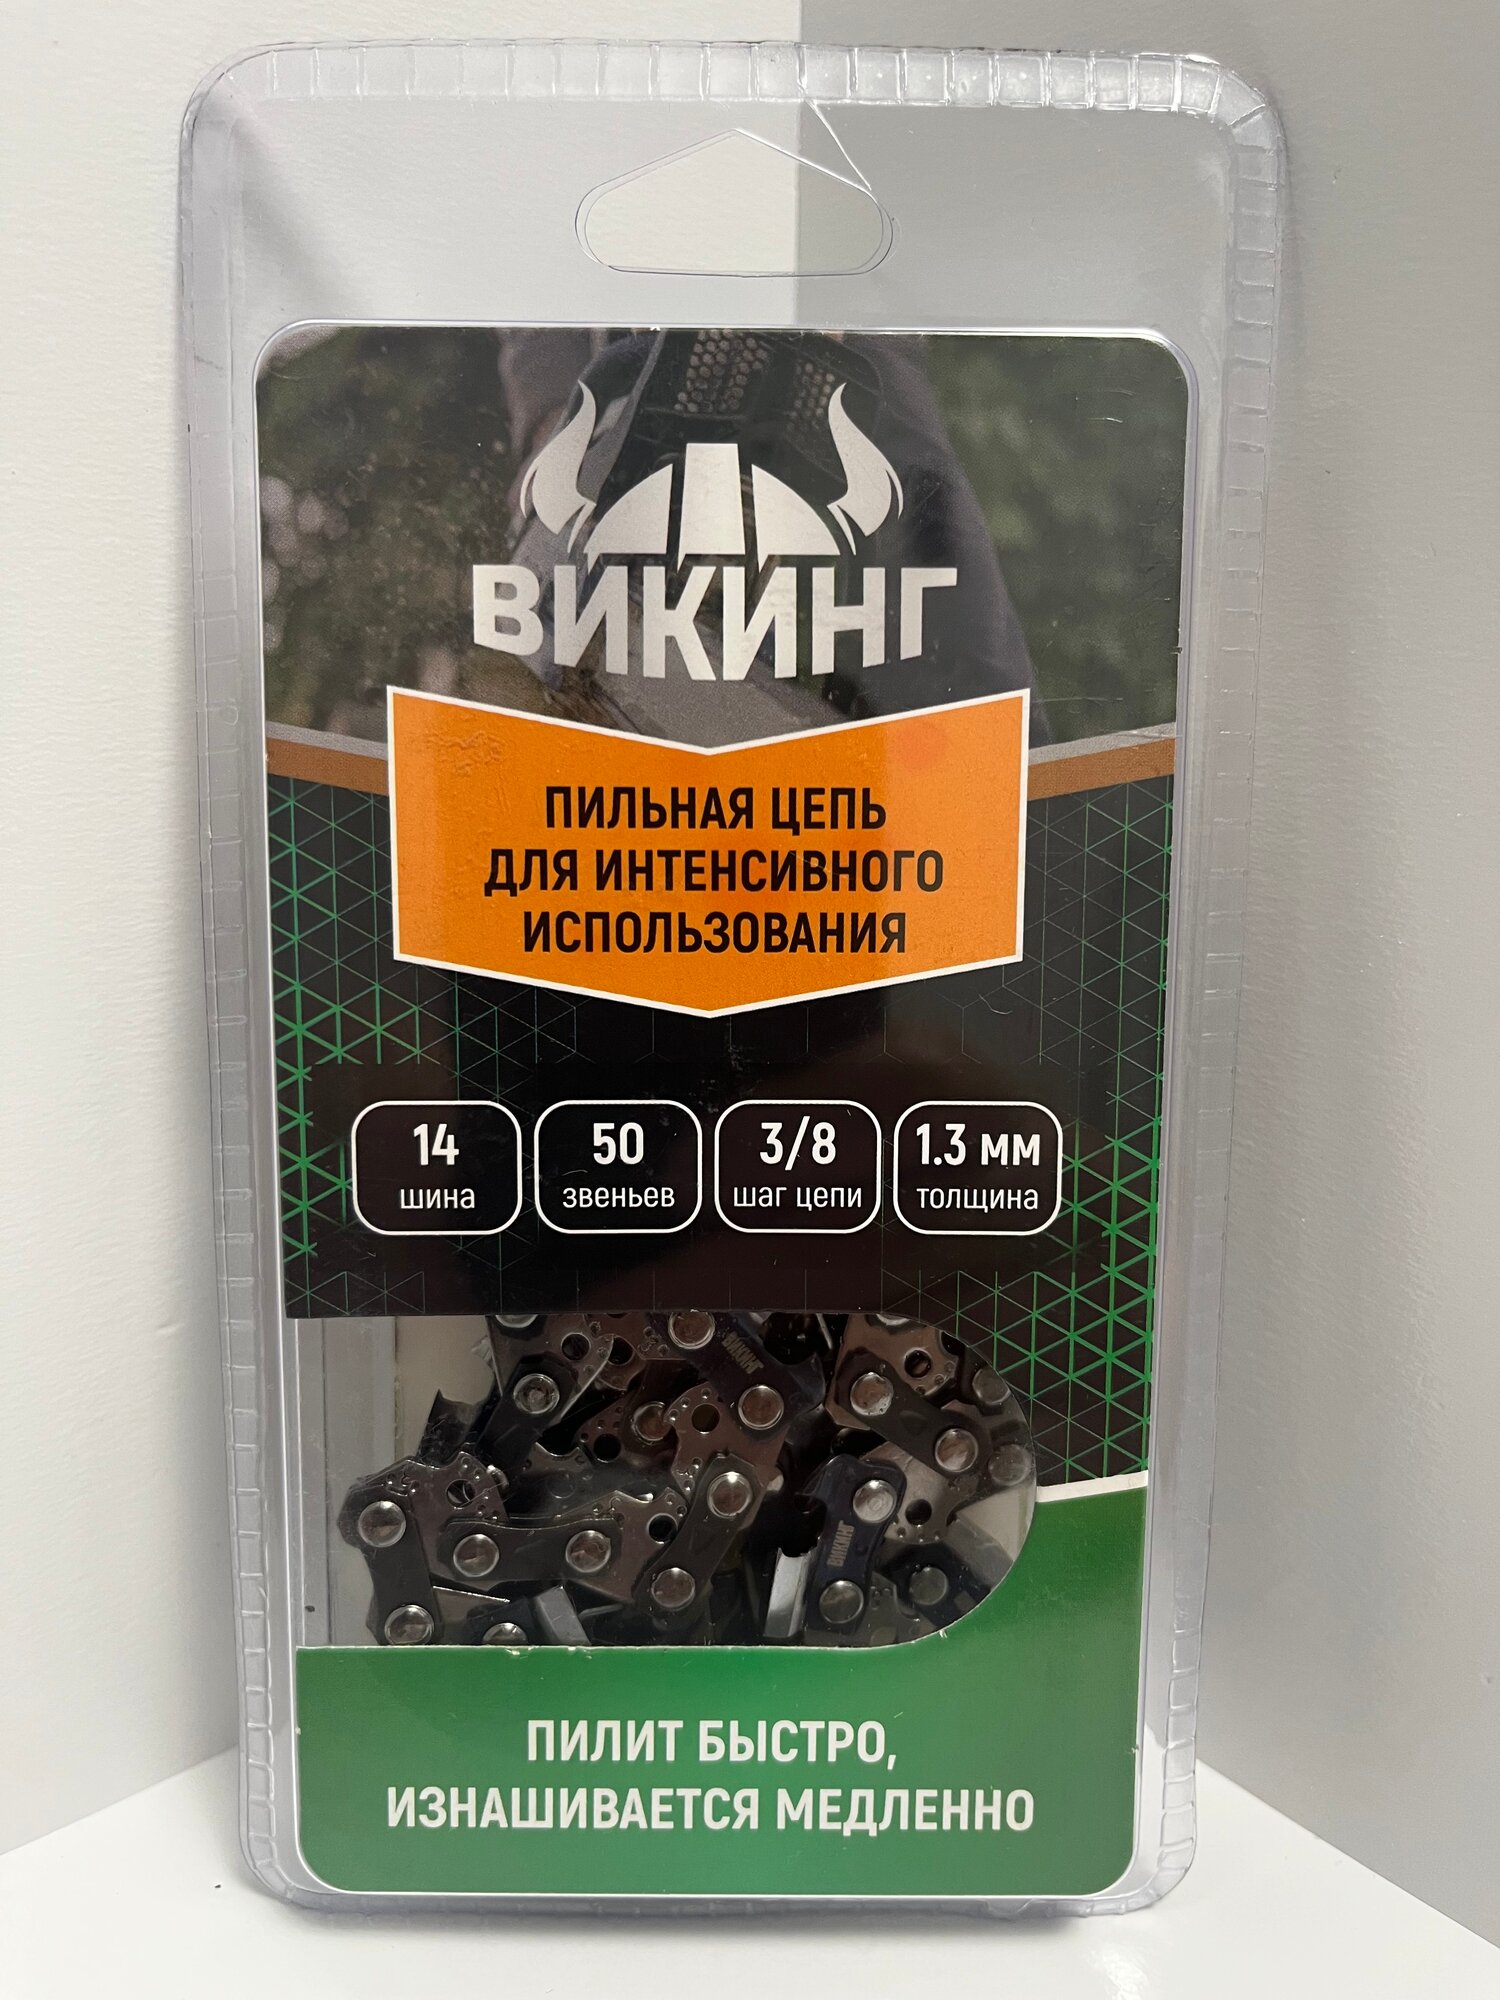 ВИКИНГ
ПИЛЬНАЯ ЦЕПЬ
ДЛЯ ИНТЕНСИВНОГО
ИСПОЛЬЗОВАНИЯ
14
шина
50
звеньев
3/8
шаг цепи
1.3 мм
толщина
ВИКИНГ
ВИКИНГ
ПИЛИТ БЫСТРО,
ИЗНАШИВАЕТСЯ МЕДЛЕННО